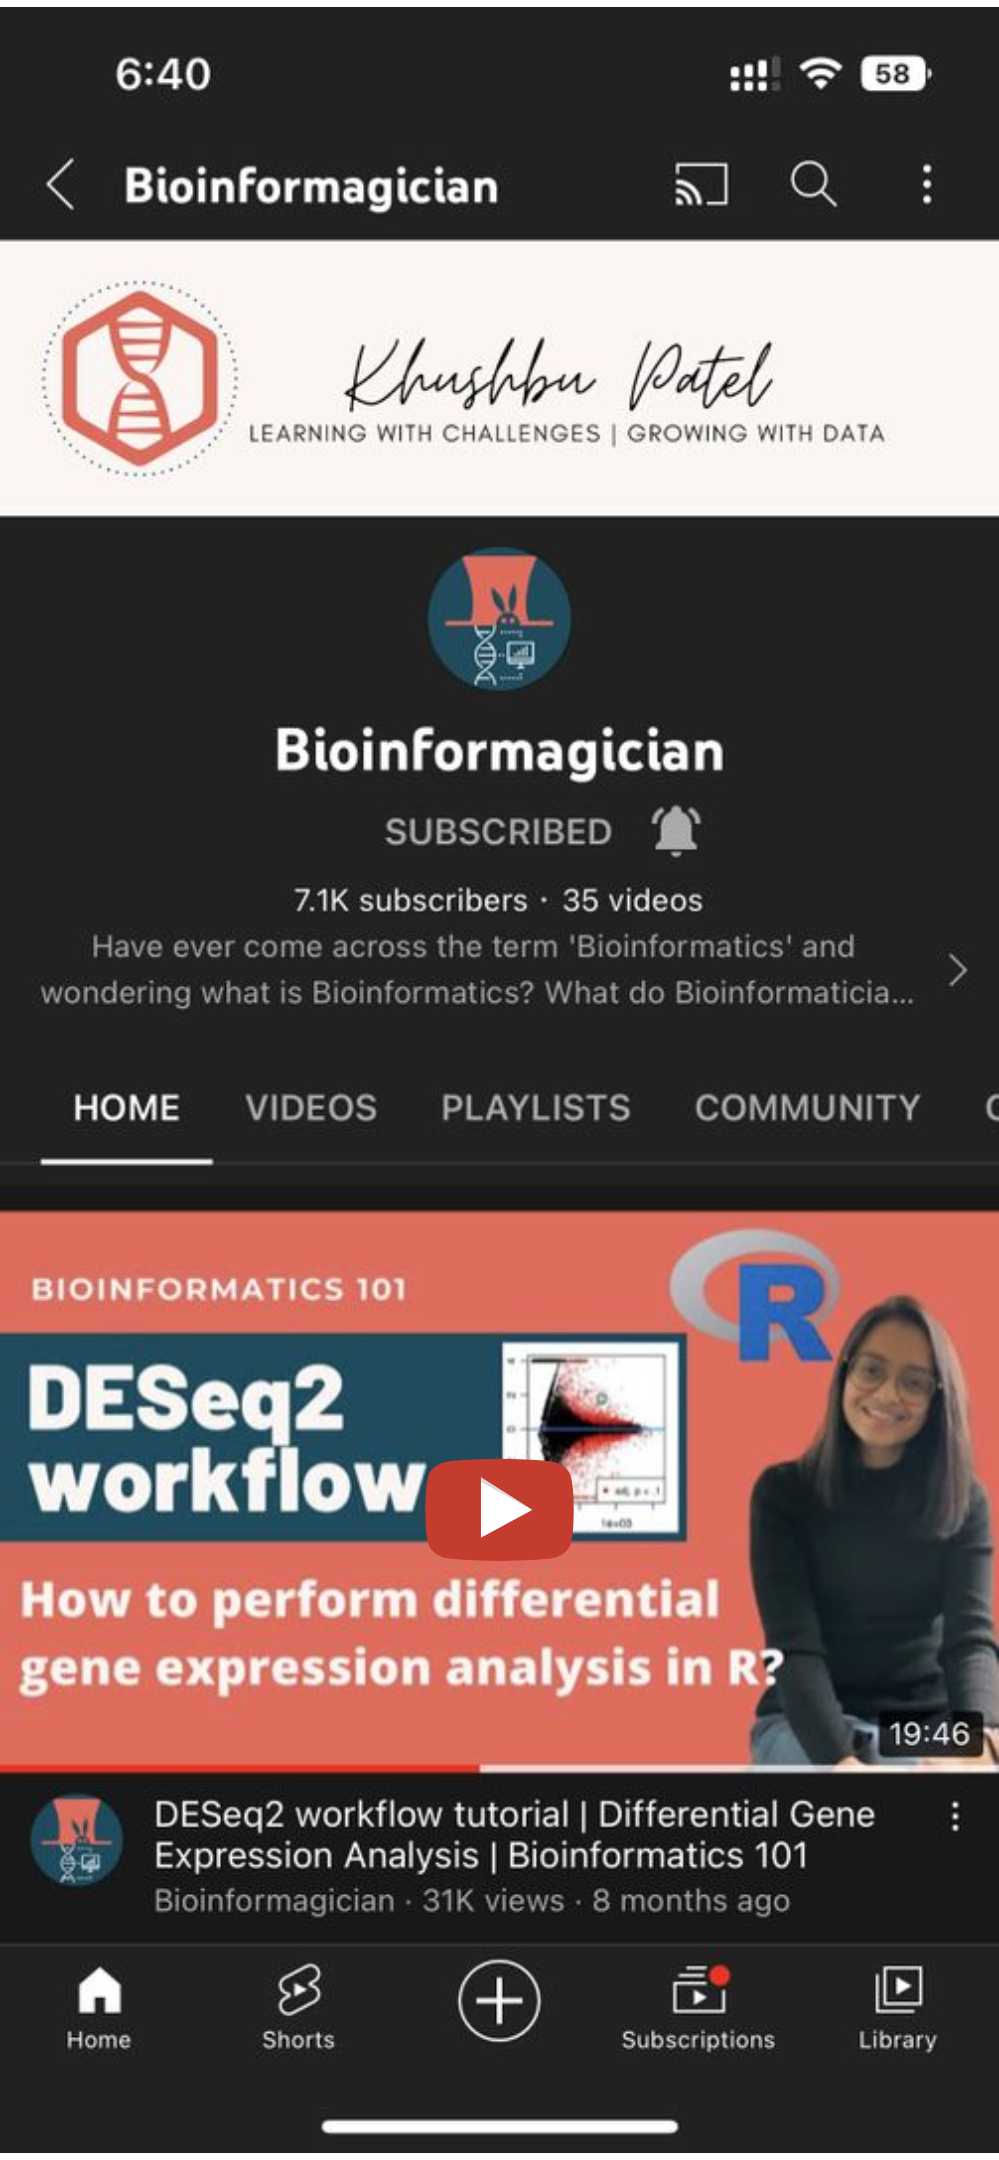 6:40
58
Bioinformagician
Khushbu Patel
LEARNING WITH CHALLENGES | GROWING WITH DATA
Bioinformagician
SUBSCRIBED
7.1K subscribers · 35 videos
Have ever come across the term 'Bioinformatics' and
wondering what is Bioinformatics? What do Bioinformaticia...
HOME VIDEOS PLAYLISTS COMMUNITY
BIOINFORMATICS 101
R
DESeq2
workflow
1e+03
How to perform differential
gene expression analysis in R?
19:46
DESeq2 workflow tutorial | Differential Gene
Expression Analysis | Bioinformatics 101
Bioinformagician · 31K views · 8 months ago
Home Shorts Subscriptions Library